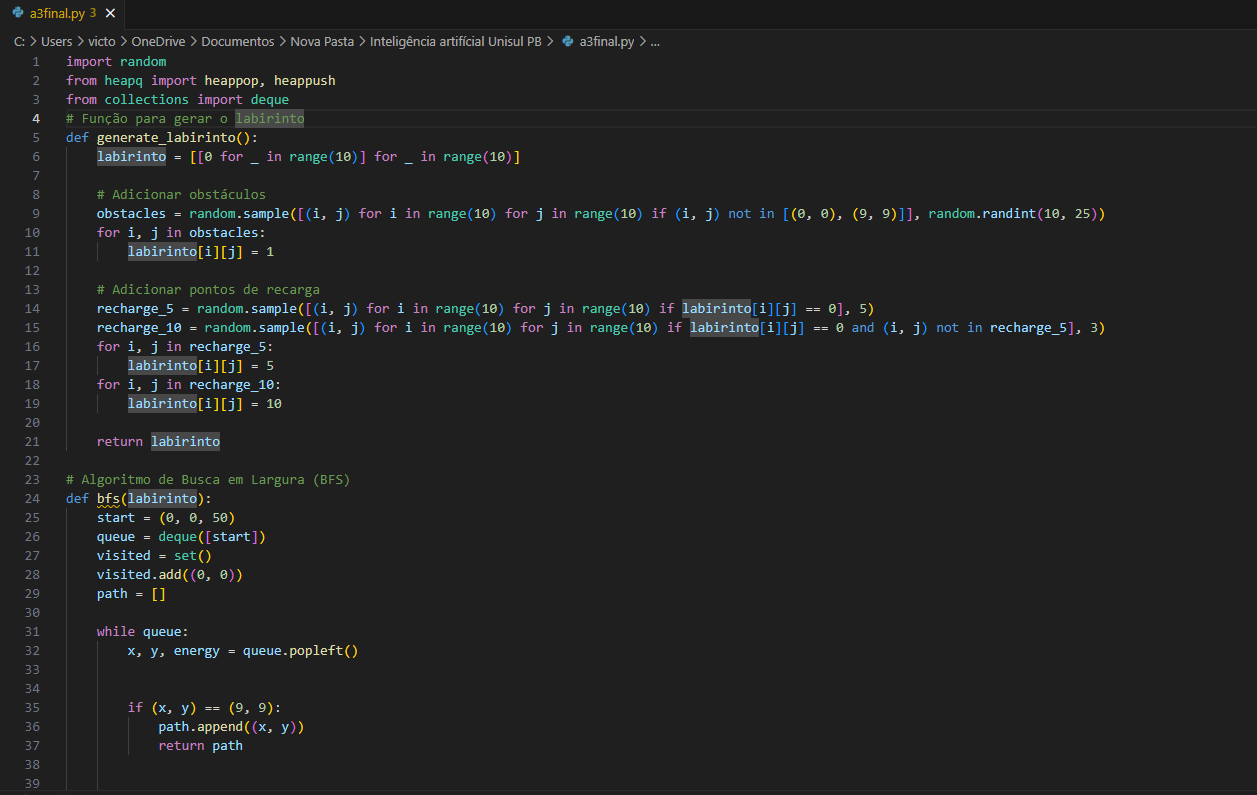 a3final.py 3 ×
C: > Users > victo > OneDrive > Documentos > Nova Pasta > Inteligência artifícial Unisul PB > a3final.py > ...
1 import random
2 from heapq import heappop, heappush
3 from collections import deque
4 # Função para gerar o labirinto
5 def generate_labirinto():
6     labirinto = [[0 for _ in range(10)] for _ in range(10)]
7
8     # Adicionar obstáculos
9     obstacles = random.sample([(i, j) for i in range(10) for j in range(10) if (i, j) not in [(0, 0), (9, 9)]], random.randint(10, 25))
10     for i, j in obstacles:
11         labirinto[i][j] = 1
12
13     # Adicionar pontos de recarga
14     recharge_5 = random.sample([(i, j) for i in range(10) for j in range(10) if labirinto[i][j] == 0], 5)
15     recharge_10 = random.sample([(i, j) for i in range(10) for j in range(10) if labirinto[i][j] == 0 and (i, j) not in recharge_5], 3)
16     for i, j in recharge_5:
17         labirinto[i][j] = 5
18     for i, j in recharge_10:
19         labirinto[i][j] = 10
20
21     return labirinto
22
23 # Algoritmo de Busca em Largura (BFS)
24 def bfs(labirinto):
25     start = (0, 0, 50)
26     queue = deque([start])
27     visited = set()
28     visited.add((0, 0))
29     path = []
30
31     while queue:
32         x, y, energy = queue.popleft()
33
34
35         if (x, y) == (9, 9):
36             path.append((x, y))
37             return path
38
39